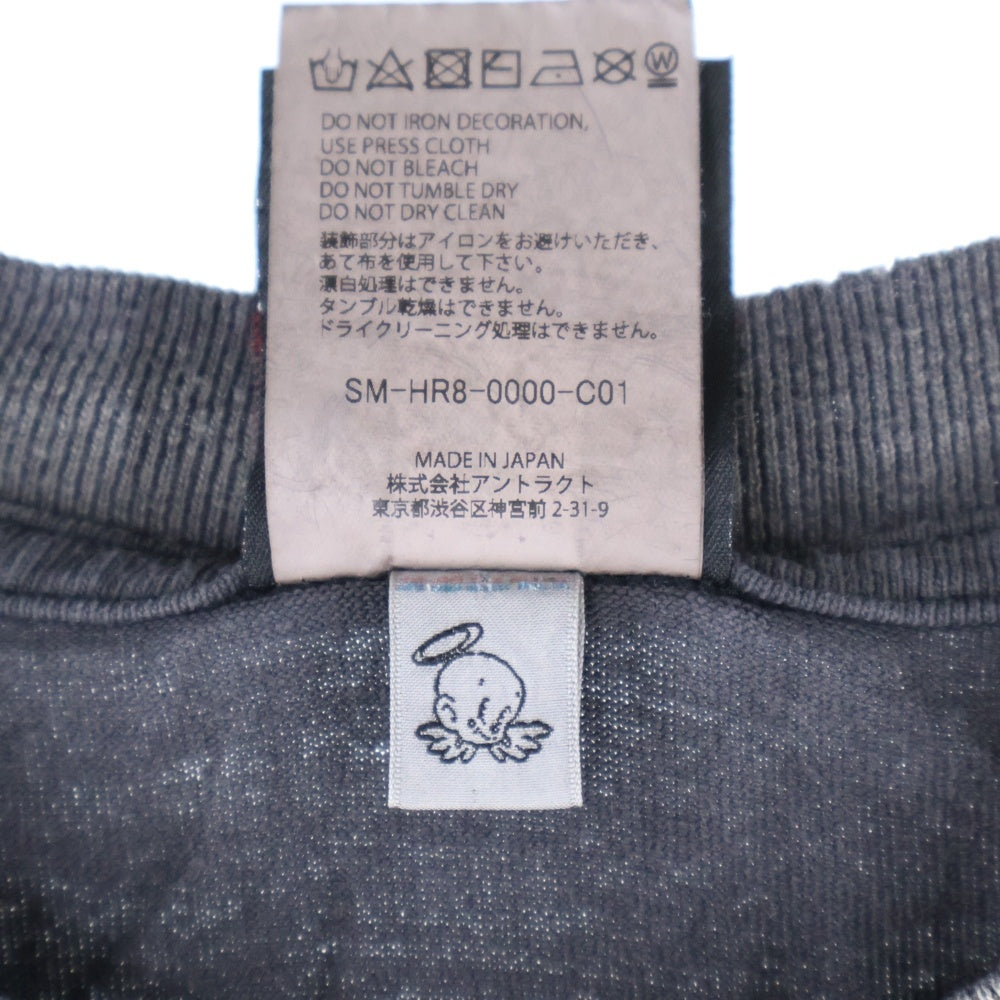 W
DO NOT IRON DECORATION,
USE PRESS CLOTH
DO NOT BLEACH
DO NOT TUMBLE DRY
DO NOT DRY CLEAN
装飾部分はアイロンをお避けいただき、
あて布を使用して下さい。
漂白処理はできません。
タンブル乾燥はできません。
ドライクリーニング処理はできません。
SM-HR8-0000-C01
MADE IN JAPAN
株式会社アントラクト
東京都渋谷区神宮前 2-31-9